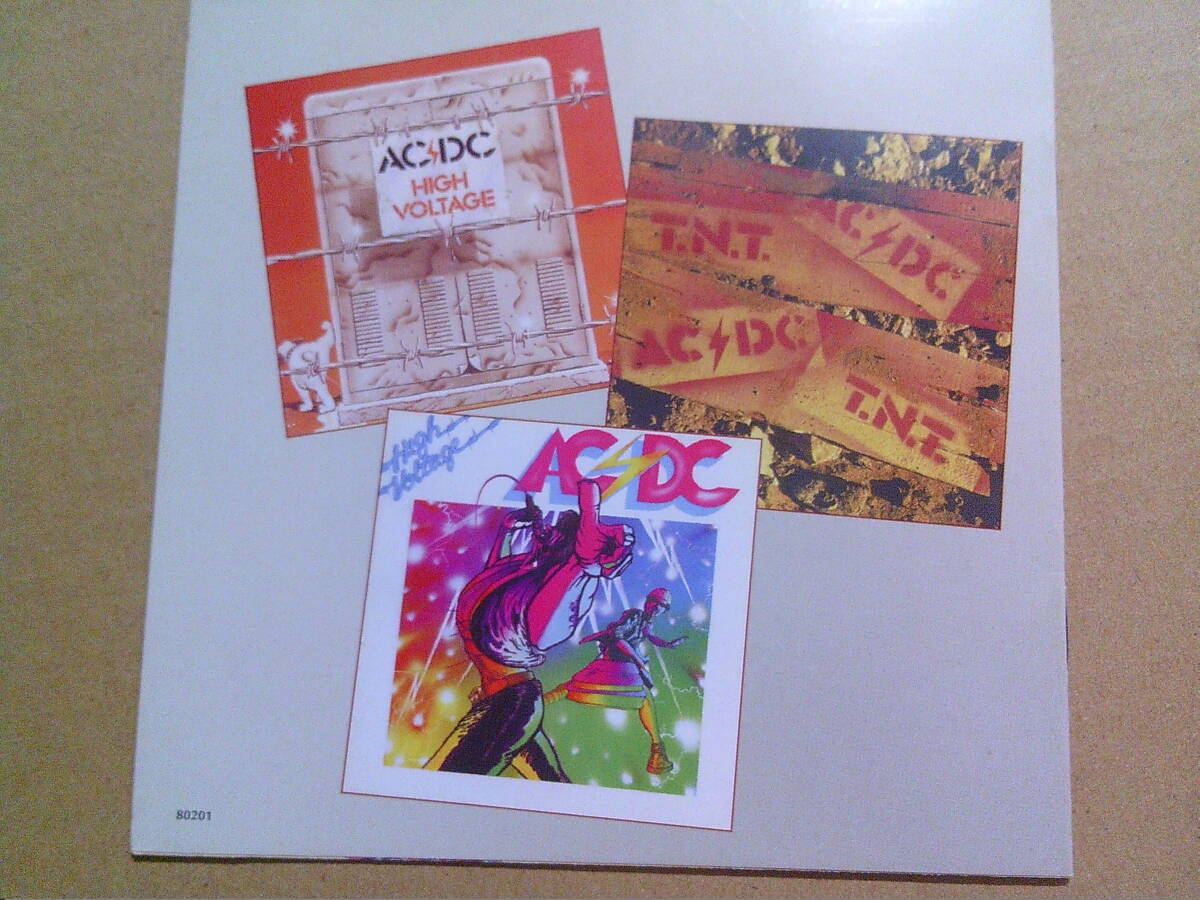 AC⚡DC
HIGH
VOLTAGE
T.N.T.
AC⚡DC
AC⚡DC
T.N.T.
High
Voltage
AC⚡DC
80201